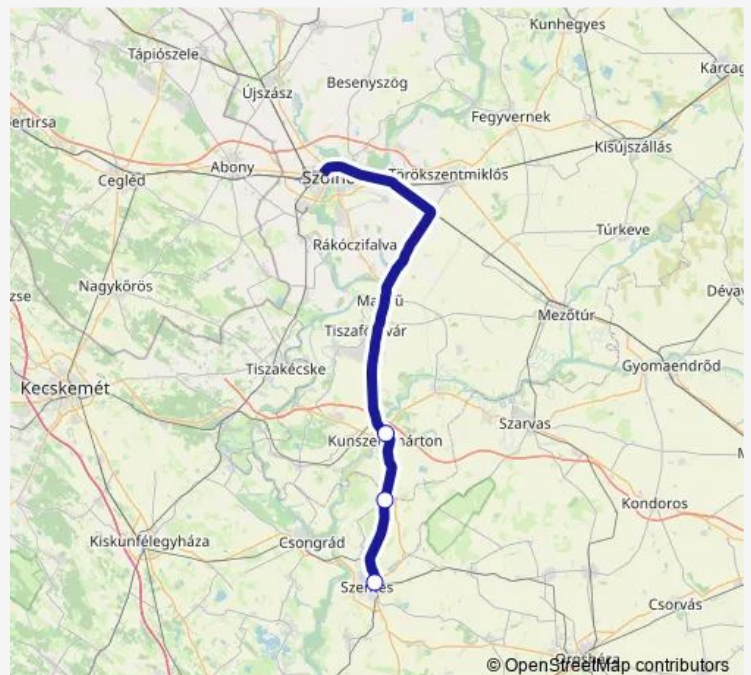 Kunhegyes
Tápiószele
Karcag
Újszász
Besenyszög
Fegyvernek
Kisújszállás
Abony
Cegléd
Törökszentmiklós
Túrkeve
Rákóczifalva
Nagykőrös
Mezőtúr
Tiszakécske
Gyomaendrőd
Kecskemét
Szarvas
Kondoros
Kiskunfélegyháza
Csongrád
Csorvás
© OpenStreetMap contributors